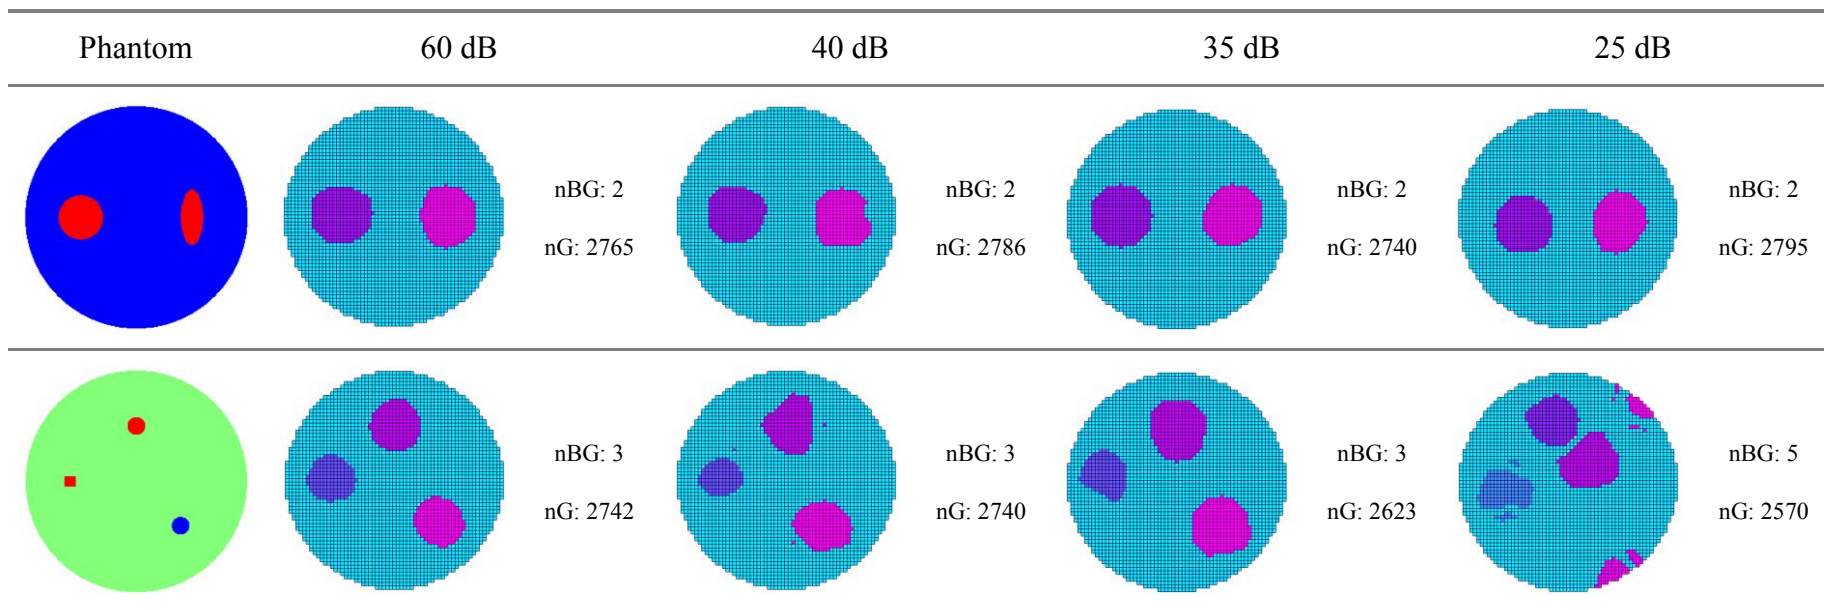 Phantom 60 dB 40 dB 35 dB 25 dB
nBG: 2 nBG: 2 nBG: 2 nBG: 2
nG: 2765 nG: 2786 nG: 2740 nG: 2795
nBG: 3 nBG: 3 nBG: 3 nBG: 5
nG: 2742 nG: 2740 nG: 2623 nG: 2570